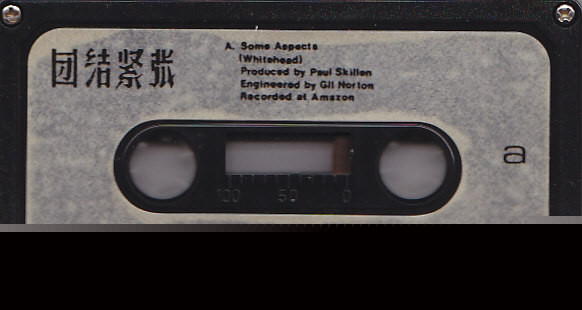 团结紧张
A. Some Aspects
(Whitehead)
Produced by Paul Skillen
Engineered by Gil Norton
Recorded at Amazon
a
100 50 0